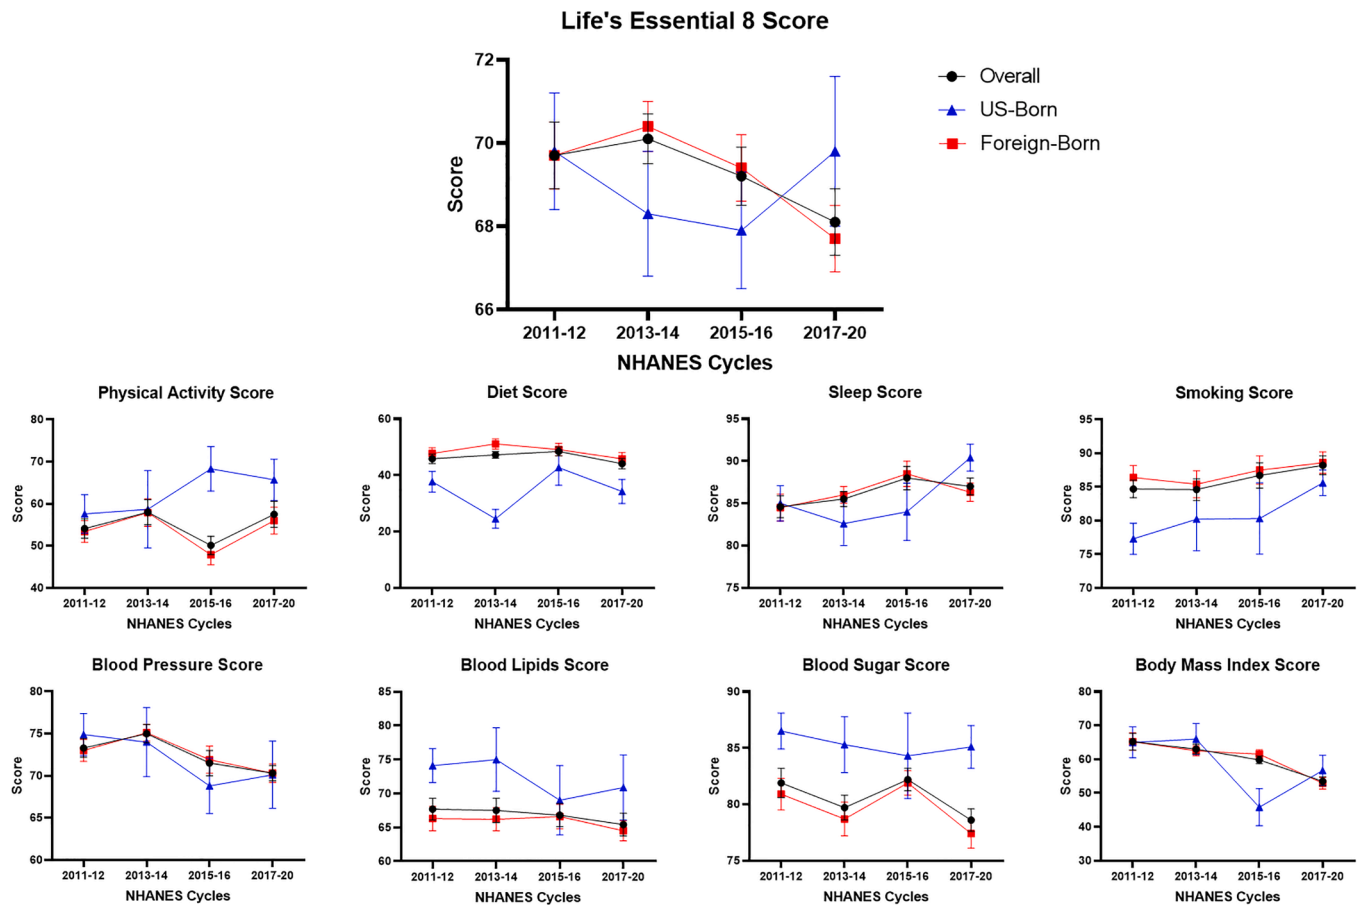 Life's Essential 8 Score
72
70
68
66
Score
2011-12 2013-14 2015-16 2017-20
NHANES Cycles
Overall
US-Born
Foreign-Born
Physical Activity Score
80
70
60
50
40
Score
2011-12 2013-14 2015-16 2017-20
NHANES Cycles
Diet Score
60
40
20
0
Score
2011-12 2013-14 2015-16 2017-20
NHANES Cycles
Sleep Score
95
90
85
80
75
Score
2011-12 2013-14 2015-16 2017-20
NHANES Cycles
Smoking Score
95
90
85
80
75
70
Score
2011-12 2013-14 2015-16 2017-20
NHANES Cycles
Blood Pressure Score
80
75
70
65
60
Score
2011-12 2013-14 2015-16 2017-20
NHANES Cycles
Blood Lipids Score
85
80
75
70
65
60
Score
2011-12 2013-14 2015-16 2017-20
NHANES Cycles
Blood Sugar Score
90
85
80
75
Score
2011-12 2013-14 2015-16 2017-20
NHANES Cycles
Body Mass Index Score
80
70
60
50
40
30
Score
2011-12 2013-14 2015-16 2017-20
NHANES Cycles